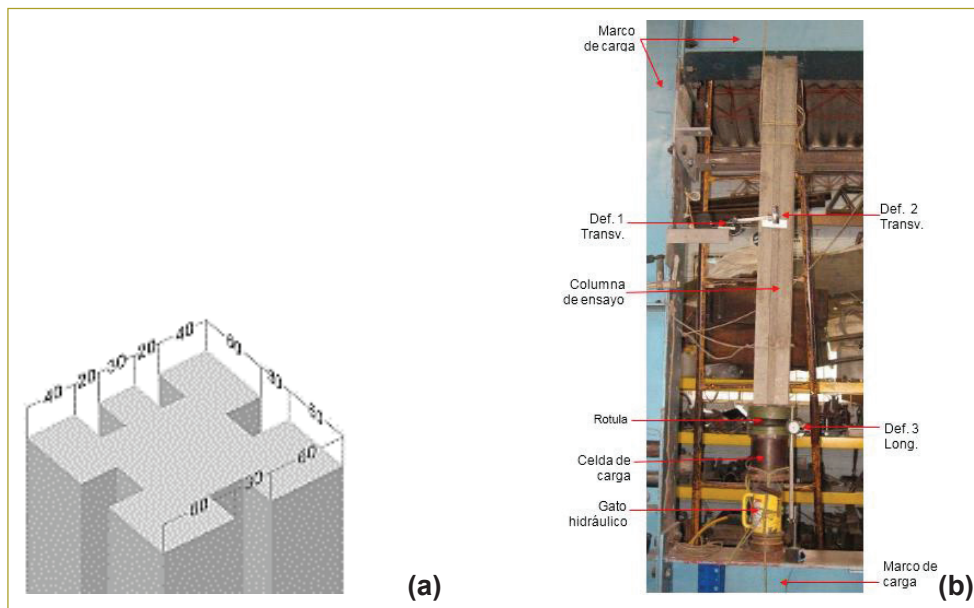 40 20 30 20 40
60 30 60
60 30 60
(a)
Marco
de carga
Def. 1
Transv.
Def. 2
Transv.
Columna
de ensayo
Rotula
Def. 3
Long.
Celda de
carga
Gato
hidráulico
Marco de
carga
(b)